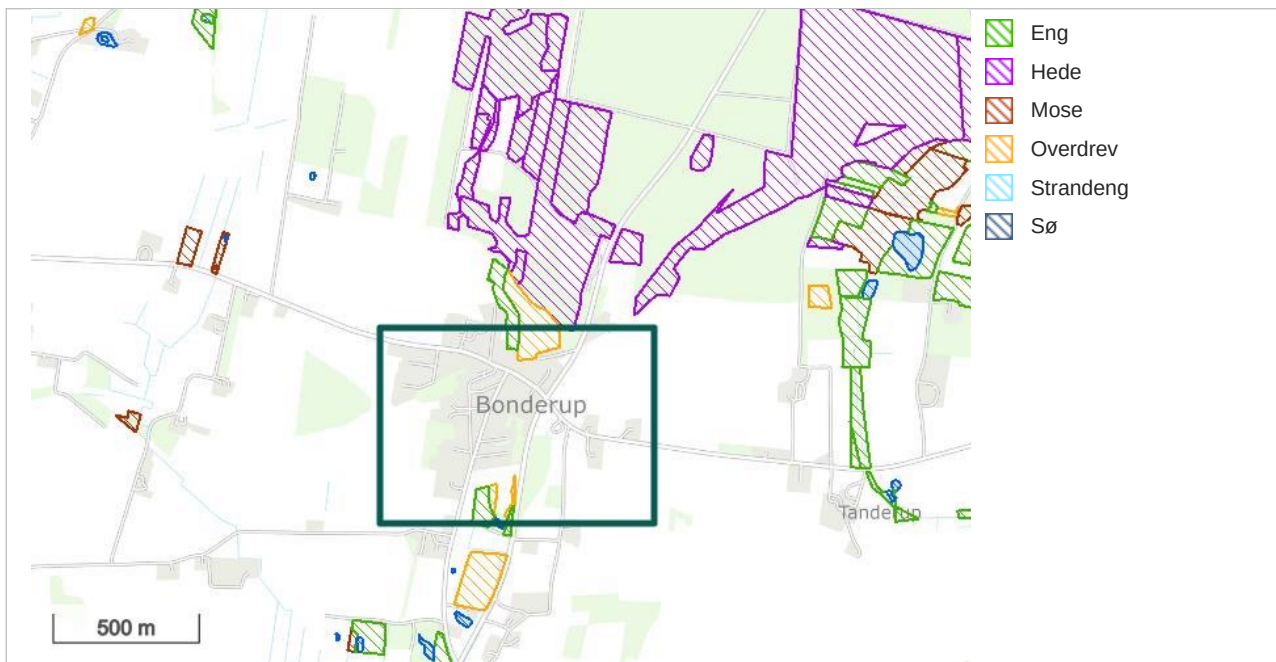 Eng
Hede
Mose
Overdrev
Strandeng
Sø
Bonderup
Tanderup
500 m